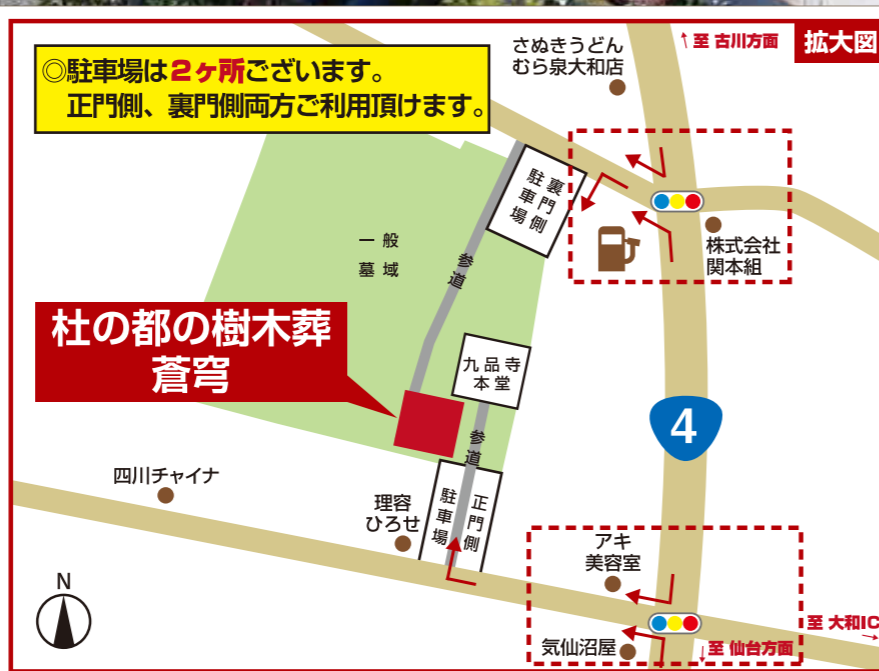 ◎駐車場は2ヶ所ございます。
正門側、裏門側両方ご利用頂けます。
さぬきうどん
むら泉大和店
↑至 古川方面
拡大図
裏門側
駐車場
株式会社
関本組
一般
墓域
参道
杜の都の樹木葬
蒼穹
九品寺
本堂
4
参道
四川チャイナ
理容
ひろせ
正門側
駐車場
アキ
美容室
N
気仙沼屋
↓至 仙台方面
至 大和IC
→